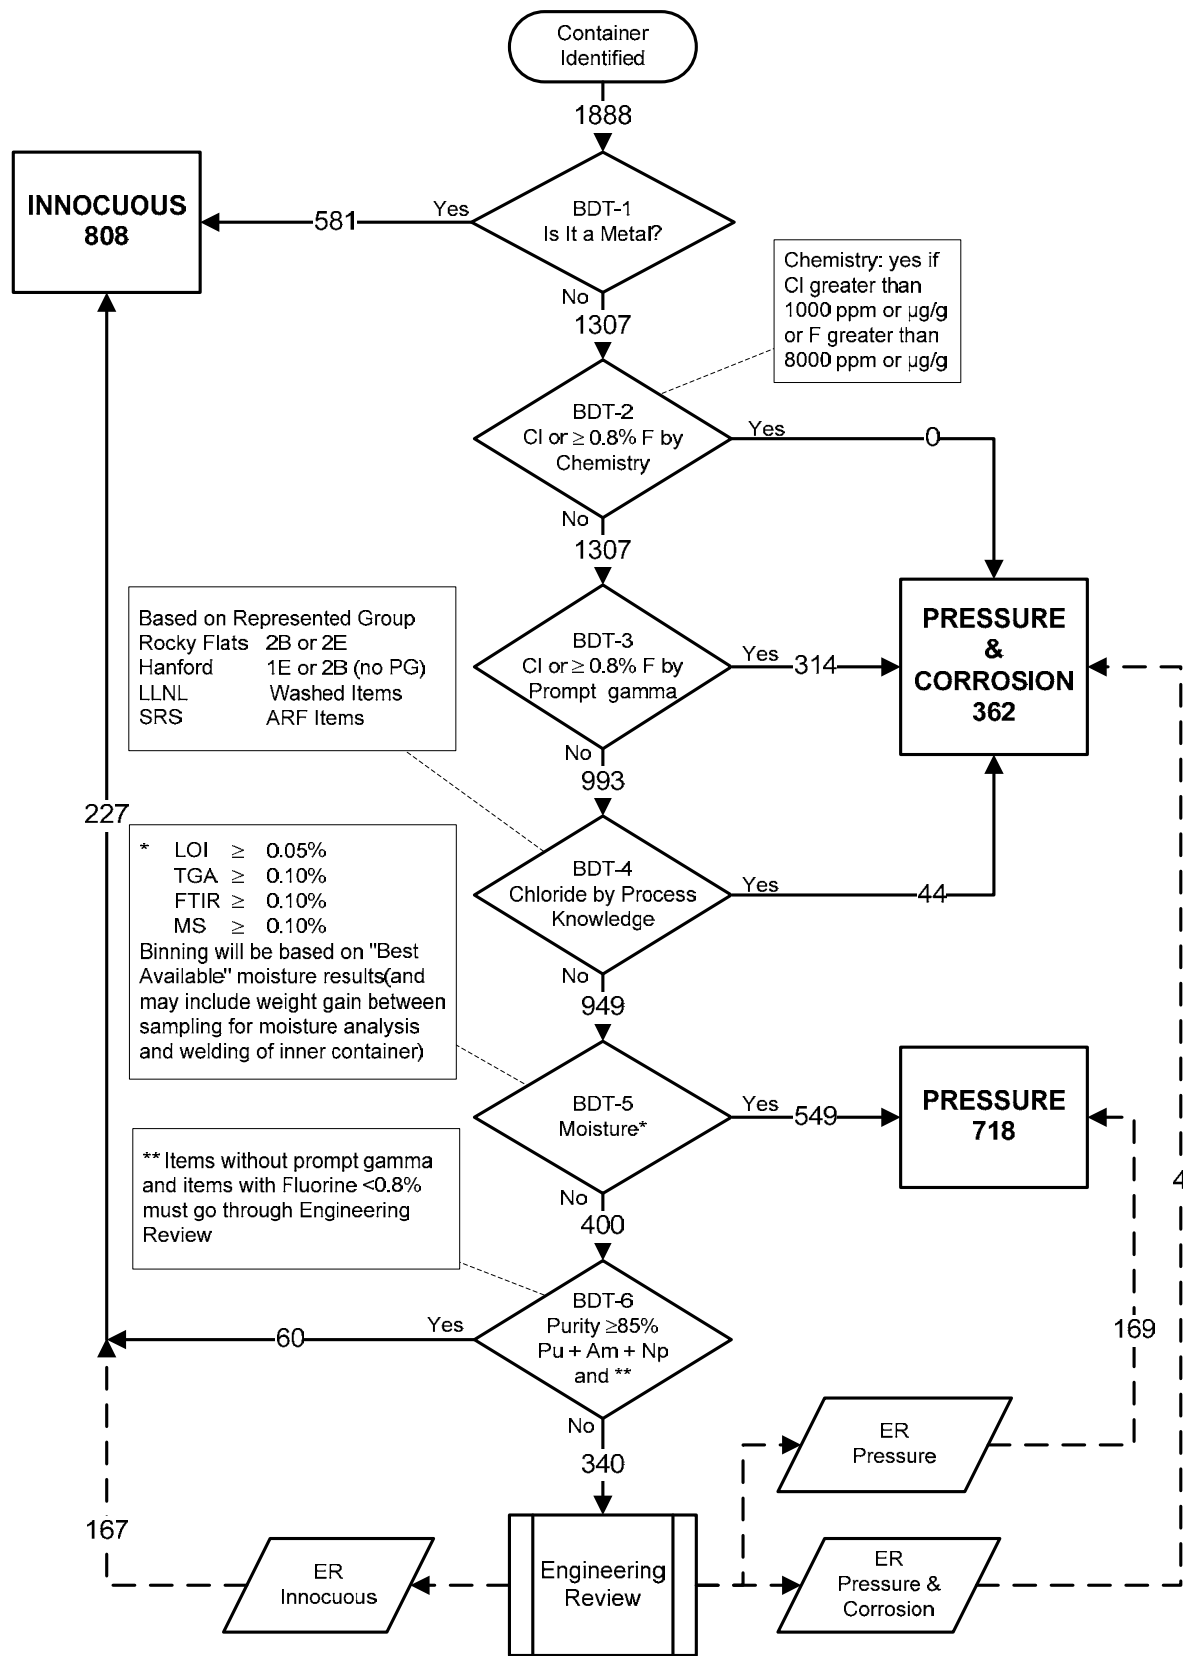 Container
Identified
1888
INNOCUOUS
808
581
Yes
BDT-1
Is It a Metal?
No
1307
Chemistry: yes if
Cl greater than
1000 ppm or µg/g
or F greater than
8000 ppm or µg/g
BDT-2
Cl or ≥ 0.8% F by
Chemistry
Yes
0
No
1307
Based on Represented Group
Rocky Flats 2B or 2E
Hanford 1E or 2B (no PG)
LLNL Washed Items
SRS ARF Items
BDT-3
Cl or ≥ 0.8% F by
Prompt gamma
Yes
314
PRESSURE
&
CORROSION
362
No
993
227
* LOI ≥ 0.05%
TGA ≥ 0.10%
FTIR ≥ 0.10%
MS ≥ 0.10%
Binning will be based on "Best
Available" moisture results(and
may include weight gain between
sampling for moisture analysis
and welding of inner container)
BDT-4
Chloride by Process
Knowledge
Yes
44
No
949
BDT-5
Moisture*
Yes
549
PRESSURE
718
4
No
400
** Items without prompt gamma
and items with Fluorine <0.8%
must go through Engineering
Review
60
Yes
BDT-6
Purity ≥85%
Pu + Am + Np
and **
169
No
340
ER
Pressure
167
ER
Innocuous
Engineering
Review
ER
Pressure &
Corrosion